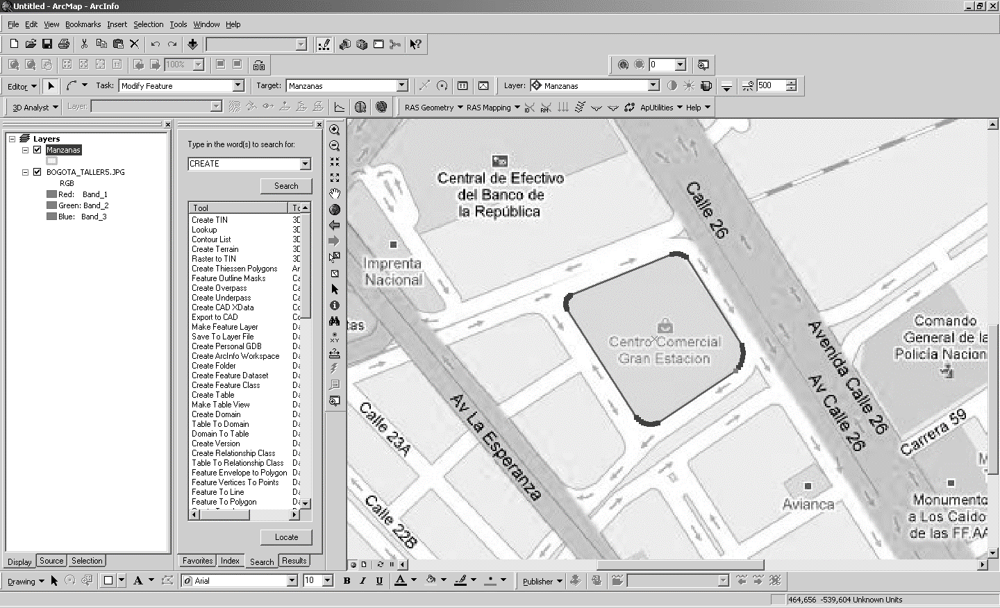 Untitled - ArcMap - ArcInfo
File Edit View Bookmarks Insert Selection Tools Window Help
100%
0
Editor Task: Modify Feature Target: Manzanas Layer: Manzanas 500
3D Analyst Layer: RAS Geometry RAS Mapping ID RM ApUtilities Help
Layers
Manzanas
BOGOTA_TALLER5.JPG
RGB
Red: Band_1
Green: Band_2
Blue: Band_3
Display Source Selection
Type in the word(s) to search for:
CREATE
Search
Tool To
Create TIN 3D
Lookup 3D
Contour List 3D
Create Terrain 3D
Raster to TIN 3D
Create Thiessen Polygons Ar
Feature Outline Masks Ca
Create Overpass Ca
Create Underpass Ca
Create CAD XData Co
Export to CAD Co
Make Feature Layer Da
Save To Layer File Da
Create Personal GDB Da
Create ArcInfo Workspace Da
Create Folder Da
Create Feature Dataset Da
Create Feature Class Da
Create Table Da
Make Table View Da
Create Domain Da
Table To Domain Da
Domain To Table Da
Create Version Da
Create Relationship Class Da
Table To Relationship Class Da
Feature Envelope to Polygon Da
Feature Vertices To Points Da
Feature To Line Da
Feature To Polygon Da
Locate
Favorites Index Search Results
XY
Central de Efectivo
del Banco de
la República
Calle 26
Imprenta
Nacional
tas
Centro Comercial
Gran Estacion
Comando
General de la
Policia Nacion
Avenida Calle 26
Av Calle 26
Carrera 59
Av La Esperanza
Calle 23A
Calle 22B
Avianca
M
Monumento
a Los Caído
de las FF.AA
Drawing A Arial 10 B I U A Publisher
464,656 -539,604 Unknown Units